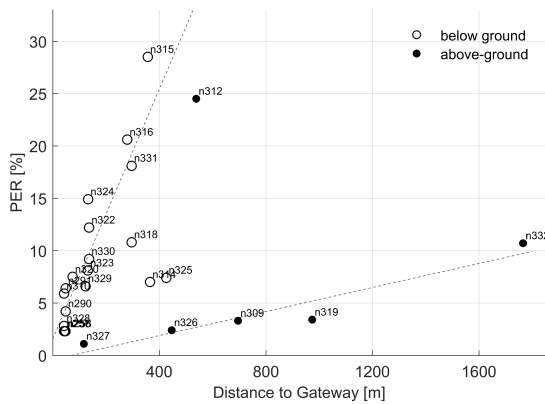 30
25
20
15
10
5
0
PER [%]
400
800
1200
1600
Distance to Gateway [m]
below ground
above-ground
n315
n312
n316
n331
n324
n322
n318
n330
n323
n320
n325
n329
n290
n328
n327
n326
n309
n319